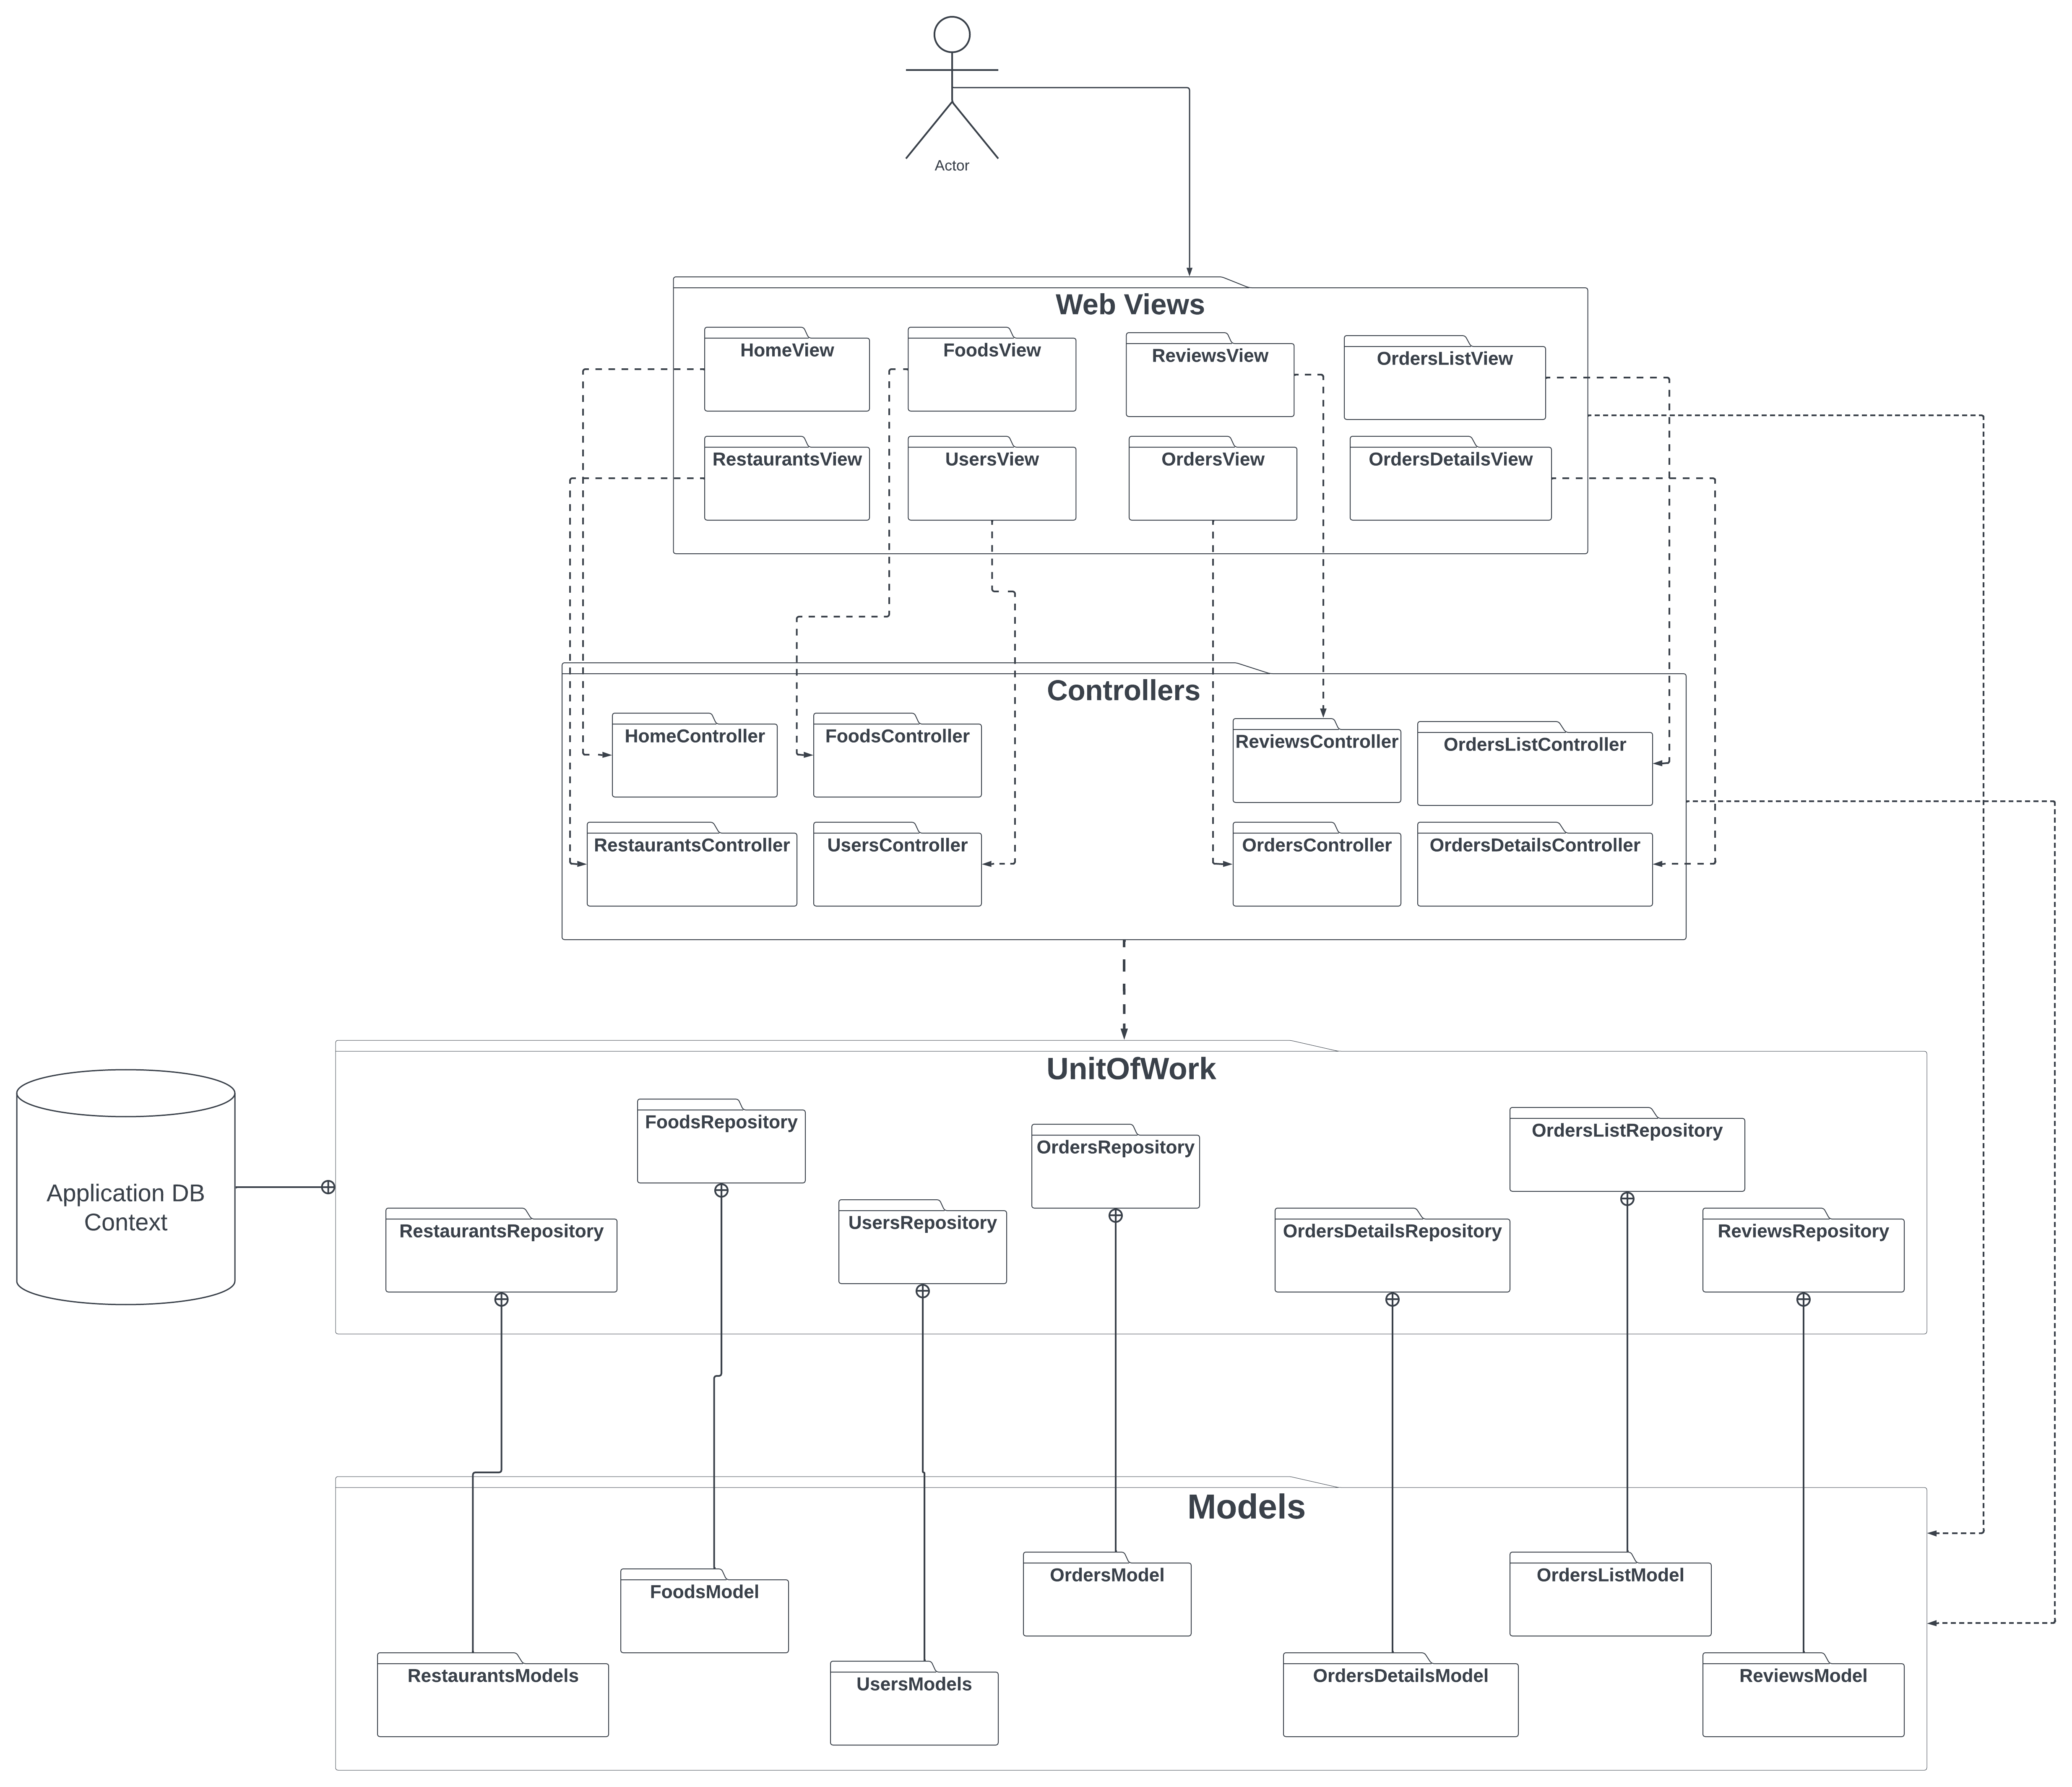 Actor
Web Views
HomeView
FoodsView
ReviewsView
OrdersListView
RestaurantsView
UsersView
OrdersView
OrdersDetailsView
Controllers
HomeController
FoodsController
ReviewsController
OrdersListController
RestaurantsController
UsersController
OrdersController
OrdersDetailsController
UnitOfWork
FoodsRepository
OrdersListRepository
OrdersRepository
Application DB
Context
RestaurantsRepository
UsersRepository
OrdersDetailsRepository
ReviewsRepository
Models
OrdersModel
OrdersListModel
FoodsModel
RestaurantsModels
UsersModels
OrdersDetailsModel
ReviewsModel